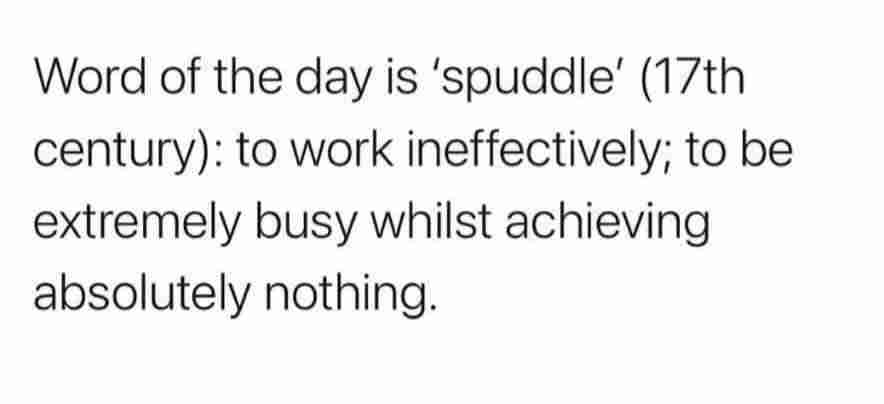 Word of the day is ‘spuddle’ (17th
century): to work ineffectively; to be
extremely busy whilst achieving
absolutely nothing.